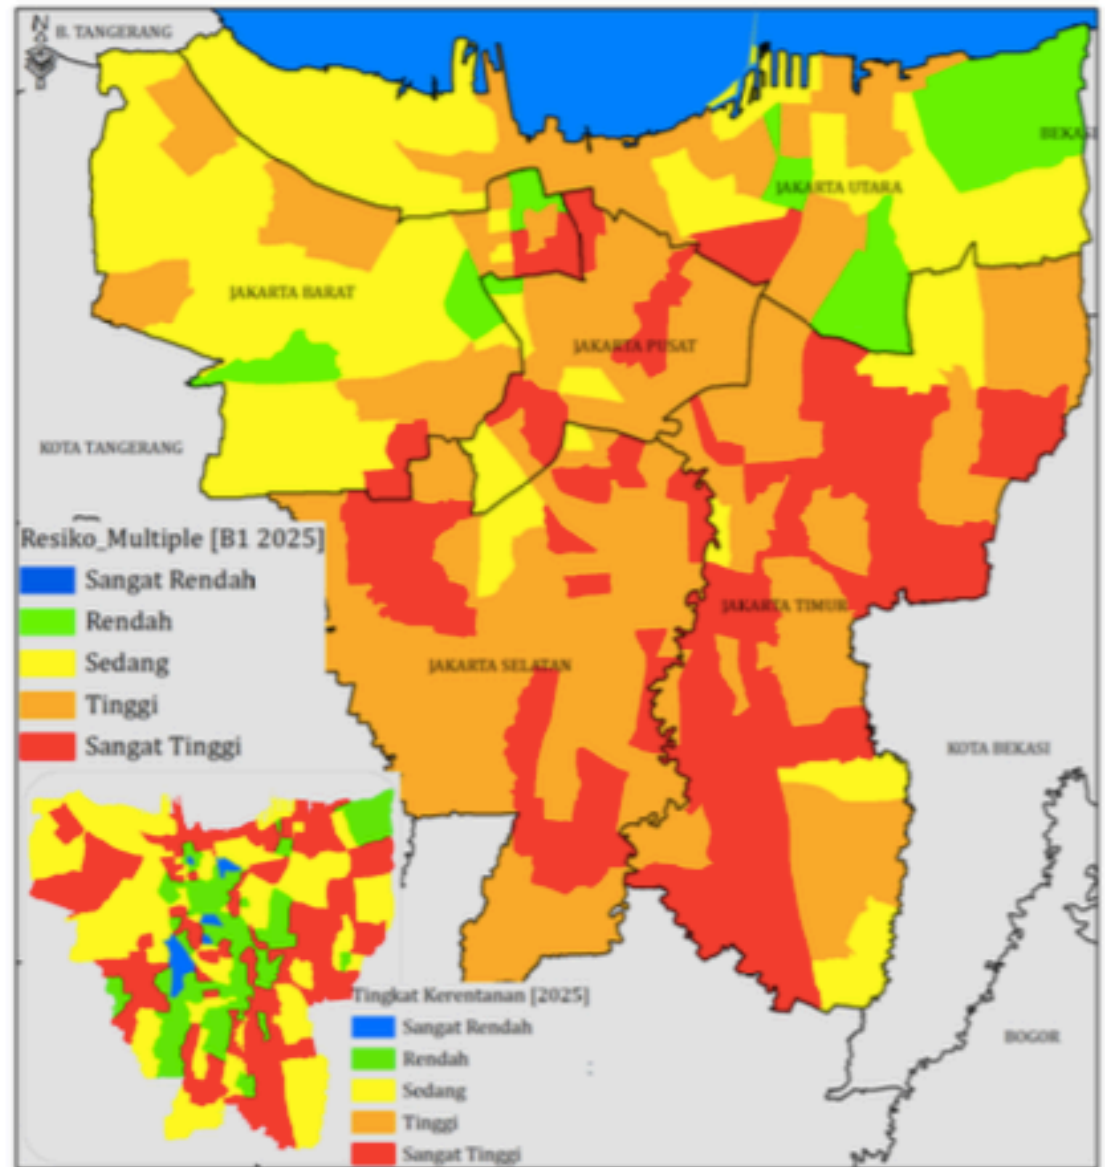 N
B. TANGERANG
BEKASI
JAKARTA UTARA
JAKARTA BARAT
JAKARTA PUSAT
KOTA TANGERANG
Resiko_Multiple [B1 2025]
Sangat Rendah
Rendah
Sedang
Tinggi
Sangat Tinggi
JAKARTA TIMUR
JAKARTA SELATAN
KOTA BEKASI
Tingkat Kerentanan [2025]
Sangat Rendah
Rendah
Sedang
Tinggi
Sangat Tinggi
BOGOR